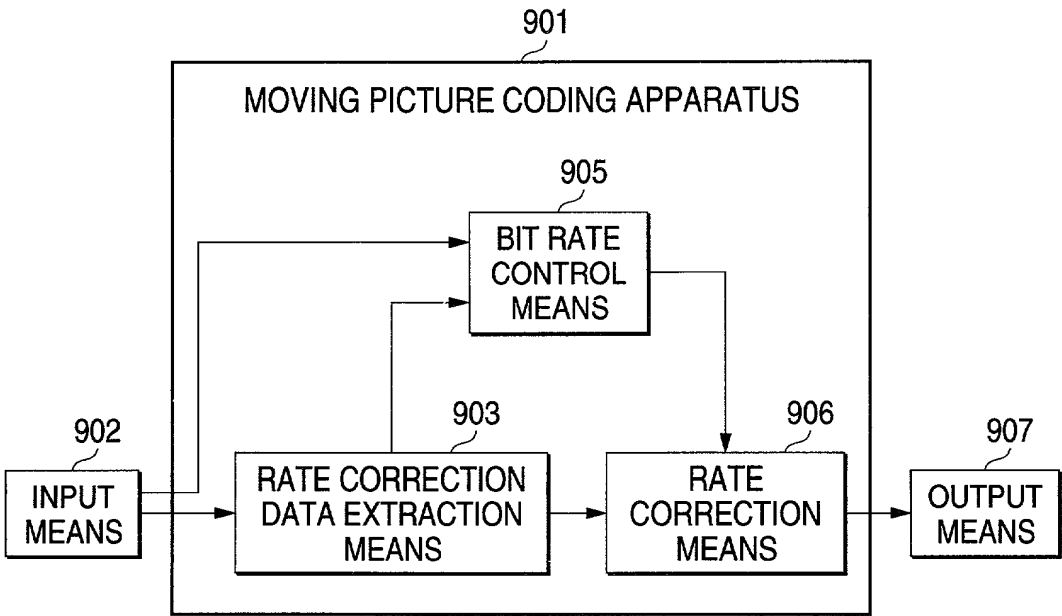 901
MOVING PICTURE CODING APPARATUS
905
BIT RATE
CONTROL
MEANS
902
INPUT
MEANS
903
RATE CORRECTION
DATA EXTRACTION
MEANS
906
RATE
CORRECTION
MEANS
907
OUTPUT
MEANS